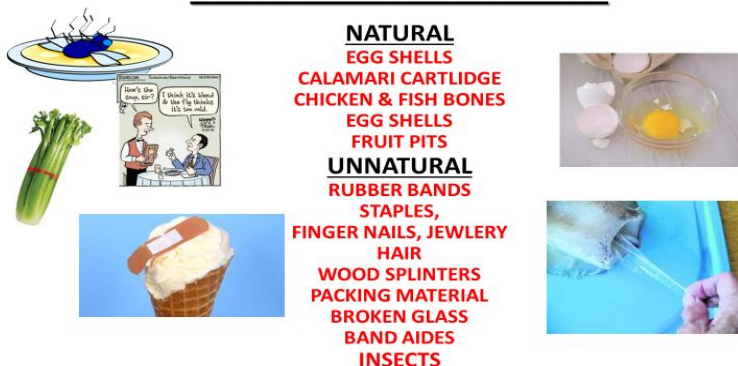 NATURAL
EGG SHELLS
CALAMARI CARTLIDGE
CHICKEN & FISH BONES
EGG SHELLS
FRUIT PITS
UNNATURAL
RUBBER BANDS
STAPLES,
FINGER NAILS, JEWLERY
HAIR
WOOD SPLINTERS
PACKING MATERIAL
BROKEN GLASS
BAND AIDES
INSECTS
How's the
soup, sir?
I think it's bland
& the fly thinks
it's too cold.